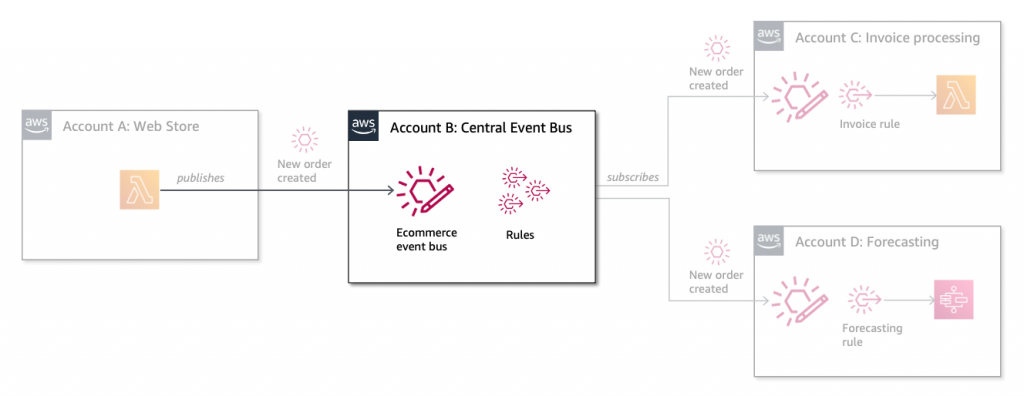 aws
Account A: Web Store
publishes
New order
created
aws
Account B: Central Event Bus
Ecommerce
event bus
Rules
subscribes
New order
created
aws
Account C: Invoice processing
Invoice rule
New order
created
aws
Account D: Forecasting
Forecasting
rule